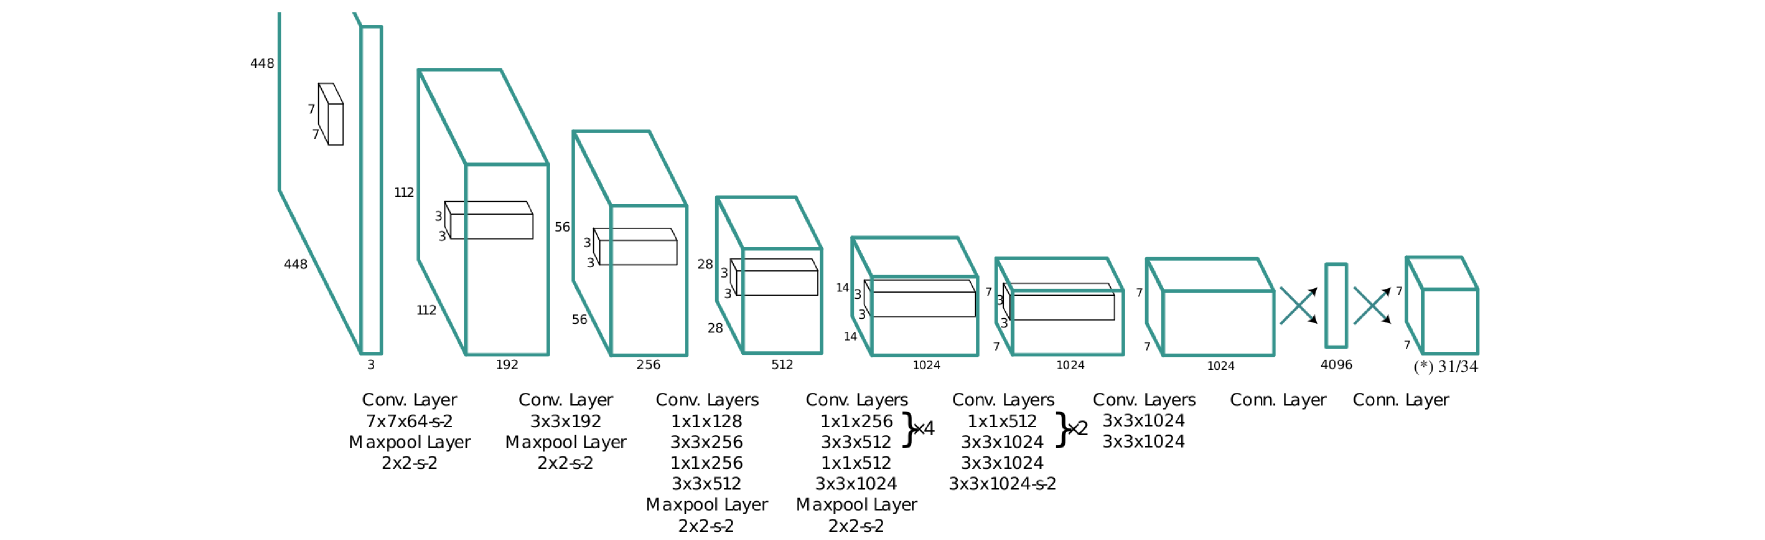 448
7
7
448
3
112
3
3
112
192
56
3
3
56
256
28
3
3
28
512
14
3
3
14
1024
7
3
3
7
1024
7
7
1024
4096
7
7
(*) 31/34
Conv. Layer
7x7x64-s-2
Maxpool Layer
2x2-s-2
Conv. Layer
3x3x192
Maxpool Layer
2x2-s-2
Conv. Layers
1x1x128
3x3x256
1x1x256
3x3x512
Maxpool Layer
2x2-s-2
Conv. Layers
1x1x256
3x3x512
}×4
1x1x512
3x3x1024
Maxpool Layer
2x2-s-2
Conv. Layers
1x1x512
3x3x1024
}×2
3x3x1024
3x3x1024-s-2
Conv. Layers
3x3x1024
3x3x1024
Conn. Layer
Conn. Layer